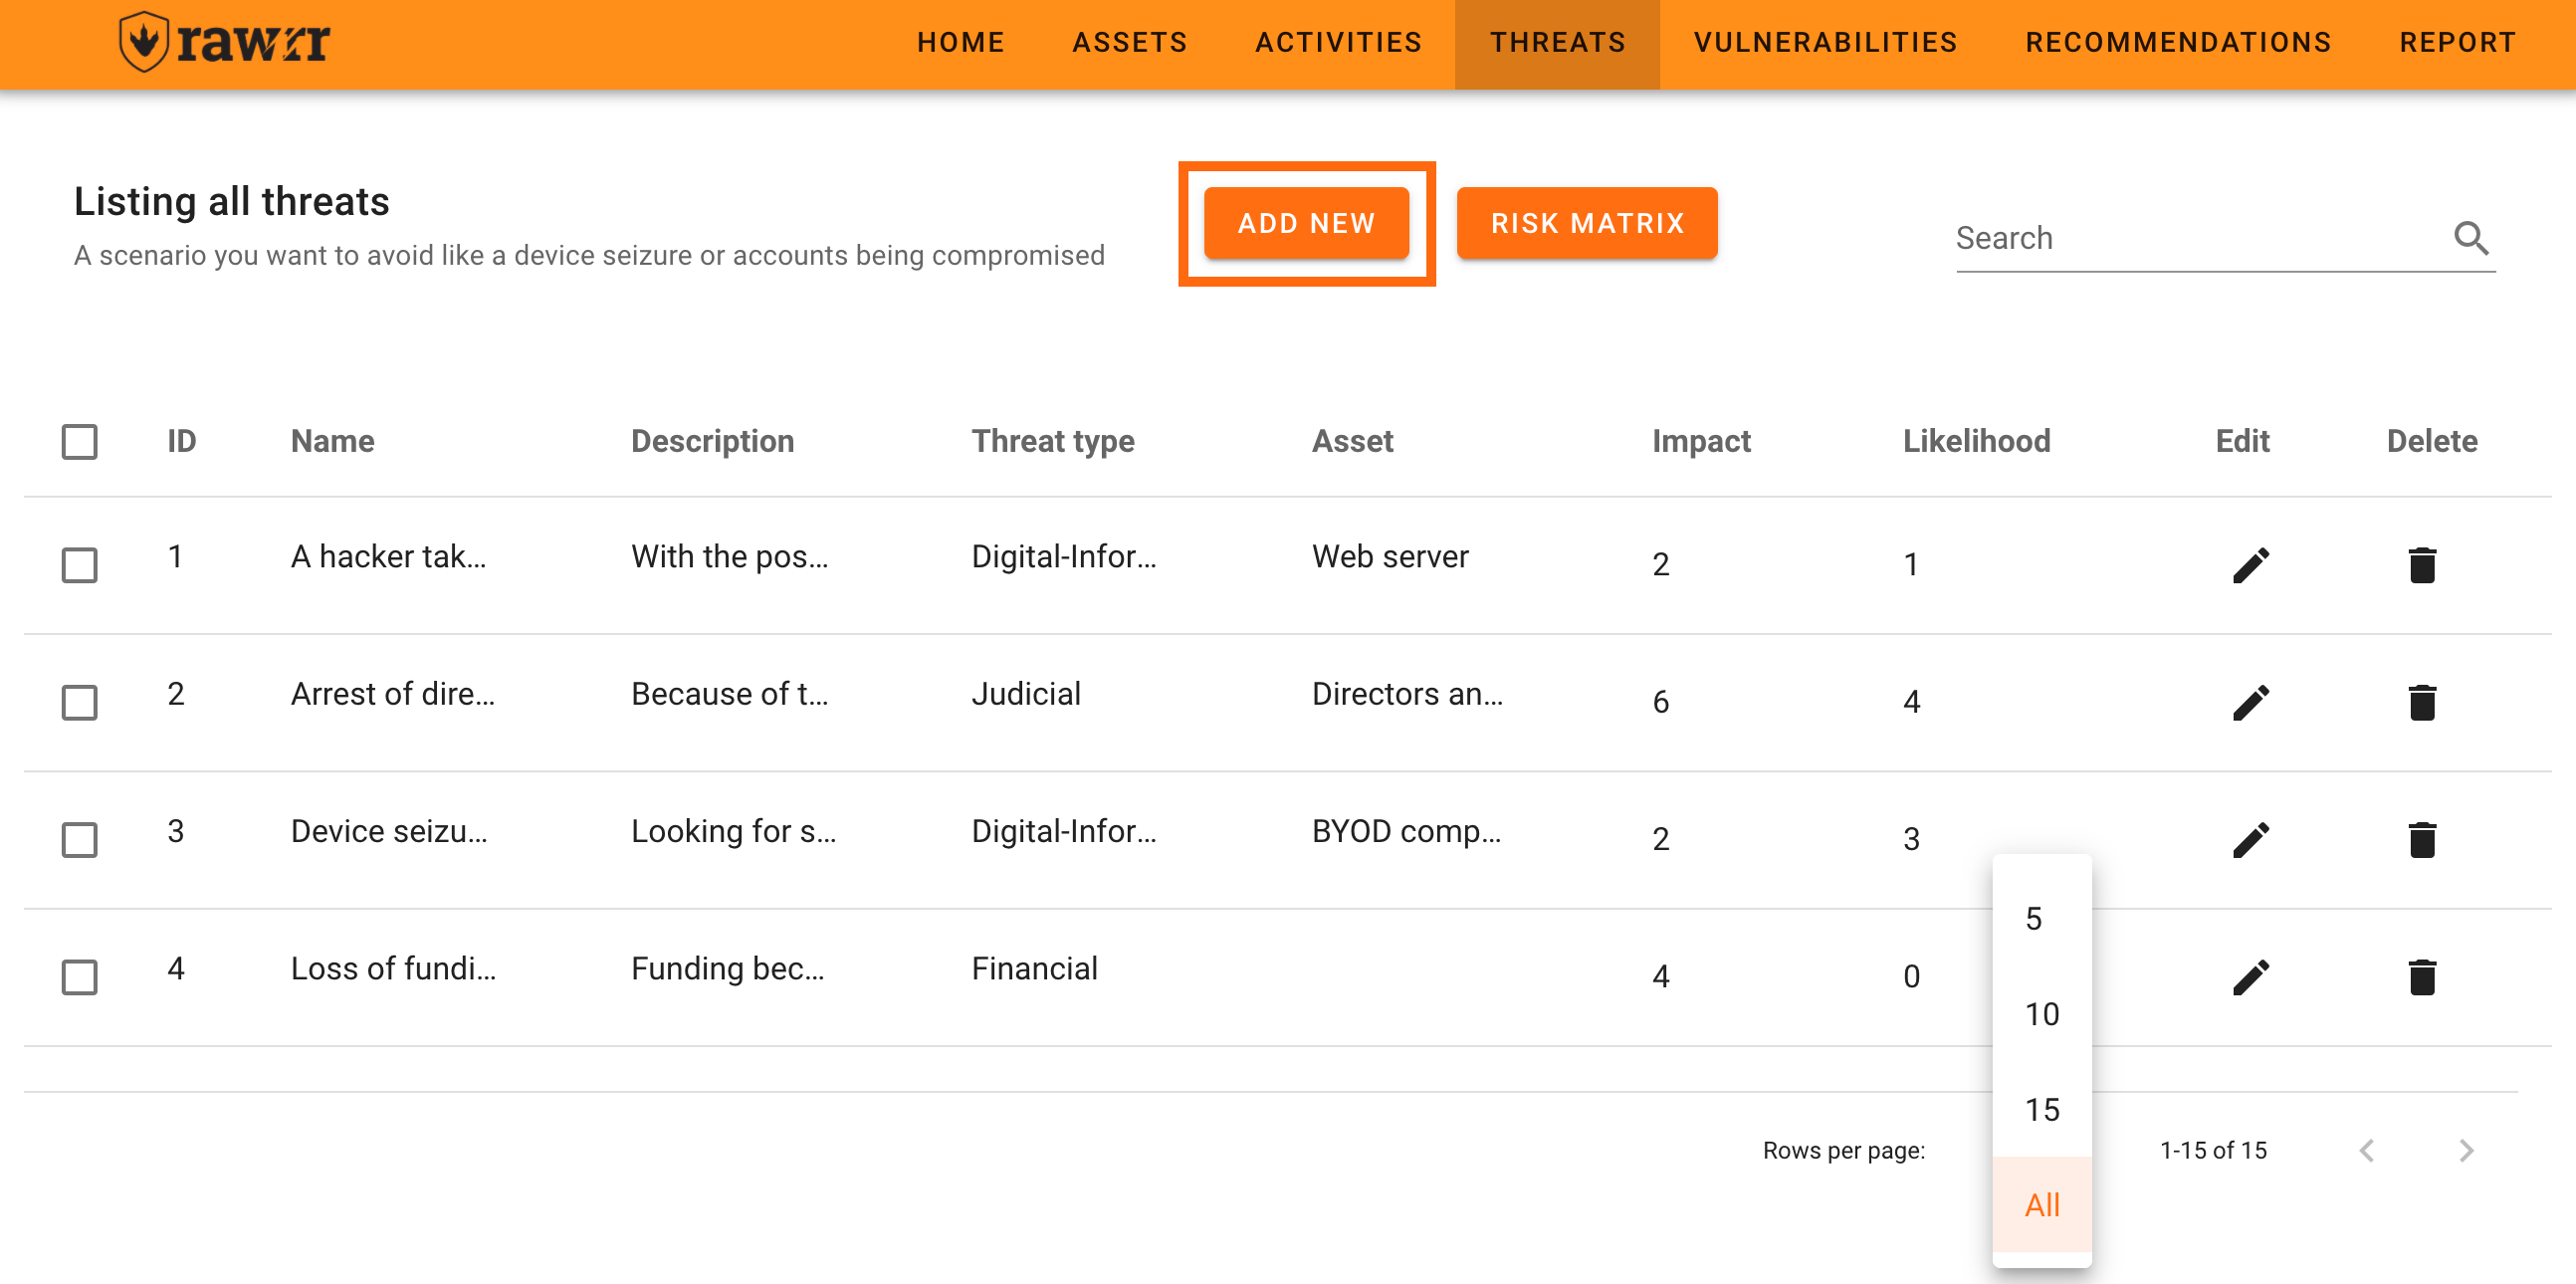 rawrr
HOME ASSETS ACTIVITIES THREATS VULNERABILITIES RECOMMENDATIONS REPORT
Listing all threats
A scenario you want to avoid like a device seizure or accounts being compromised
ADD NEW
RISK MATRIX
Search
ID Name Description Threat type Asset Impact Likelihood Edit Delete
1 A hacker tak... With the pos... Digital-Infor... Web server 2 1
2 Arrest of dire... Because of t... Judicial Directors an... 6 4
3 Device seizu... Looking for s... Digital-Infor... BYOD comp... 2 3
4 Loss of fundi... Funding bec... Financial 4 0
5
10
15
All
Rows per page:
1-15 of 15